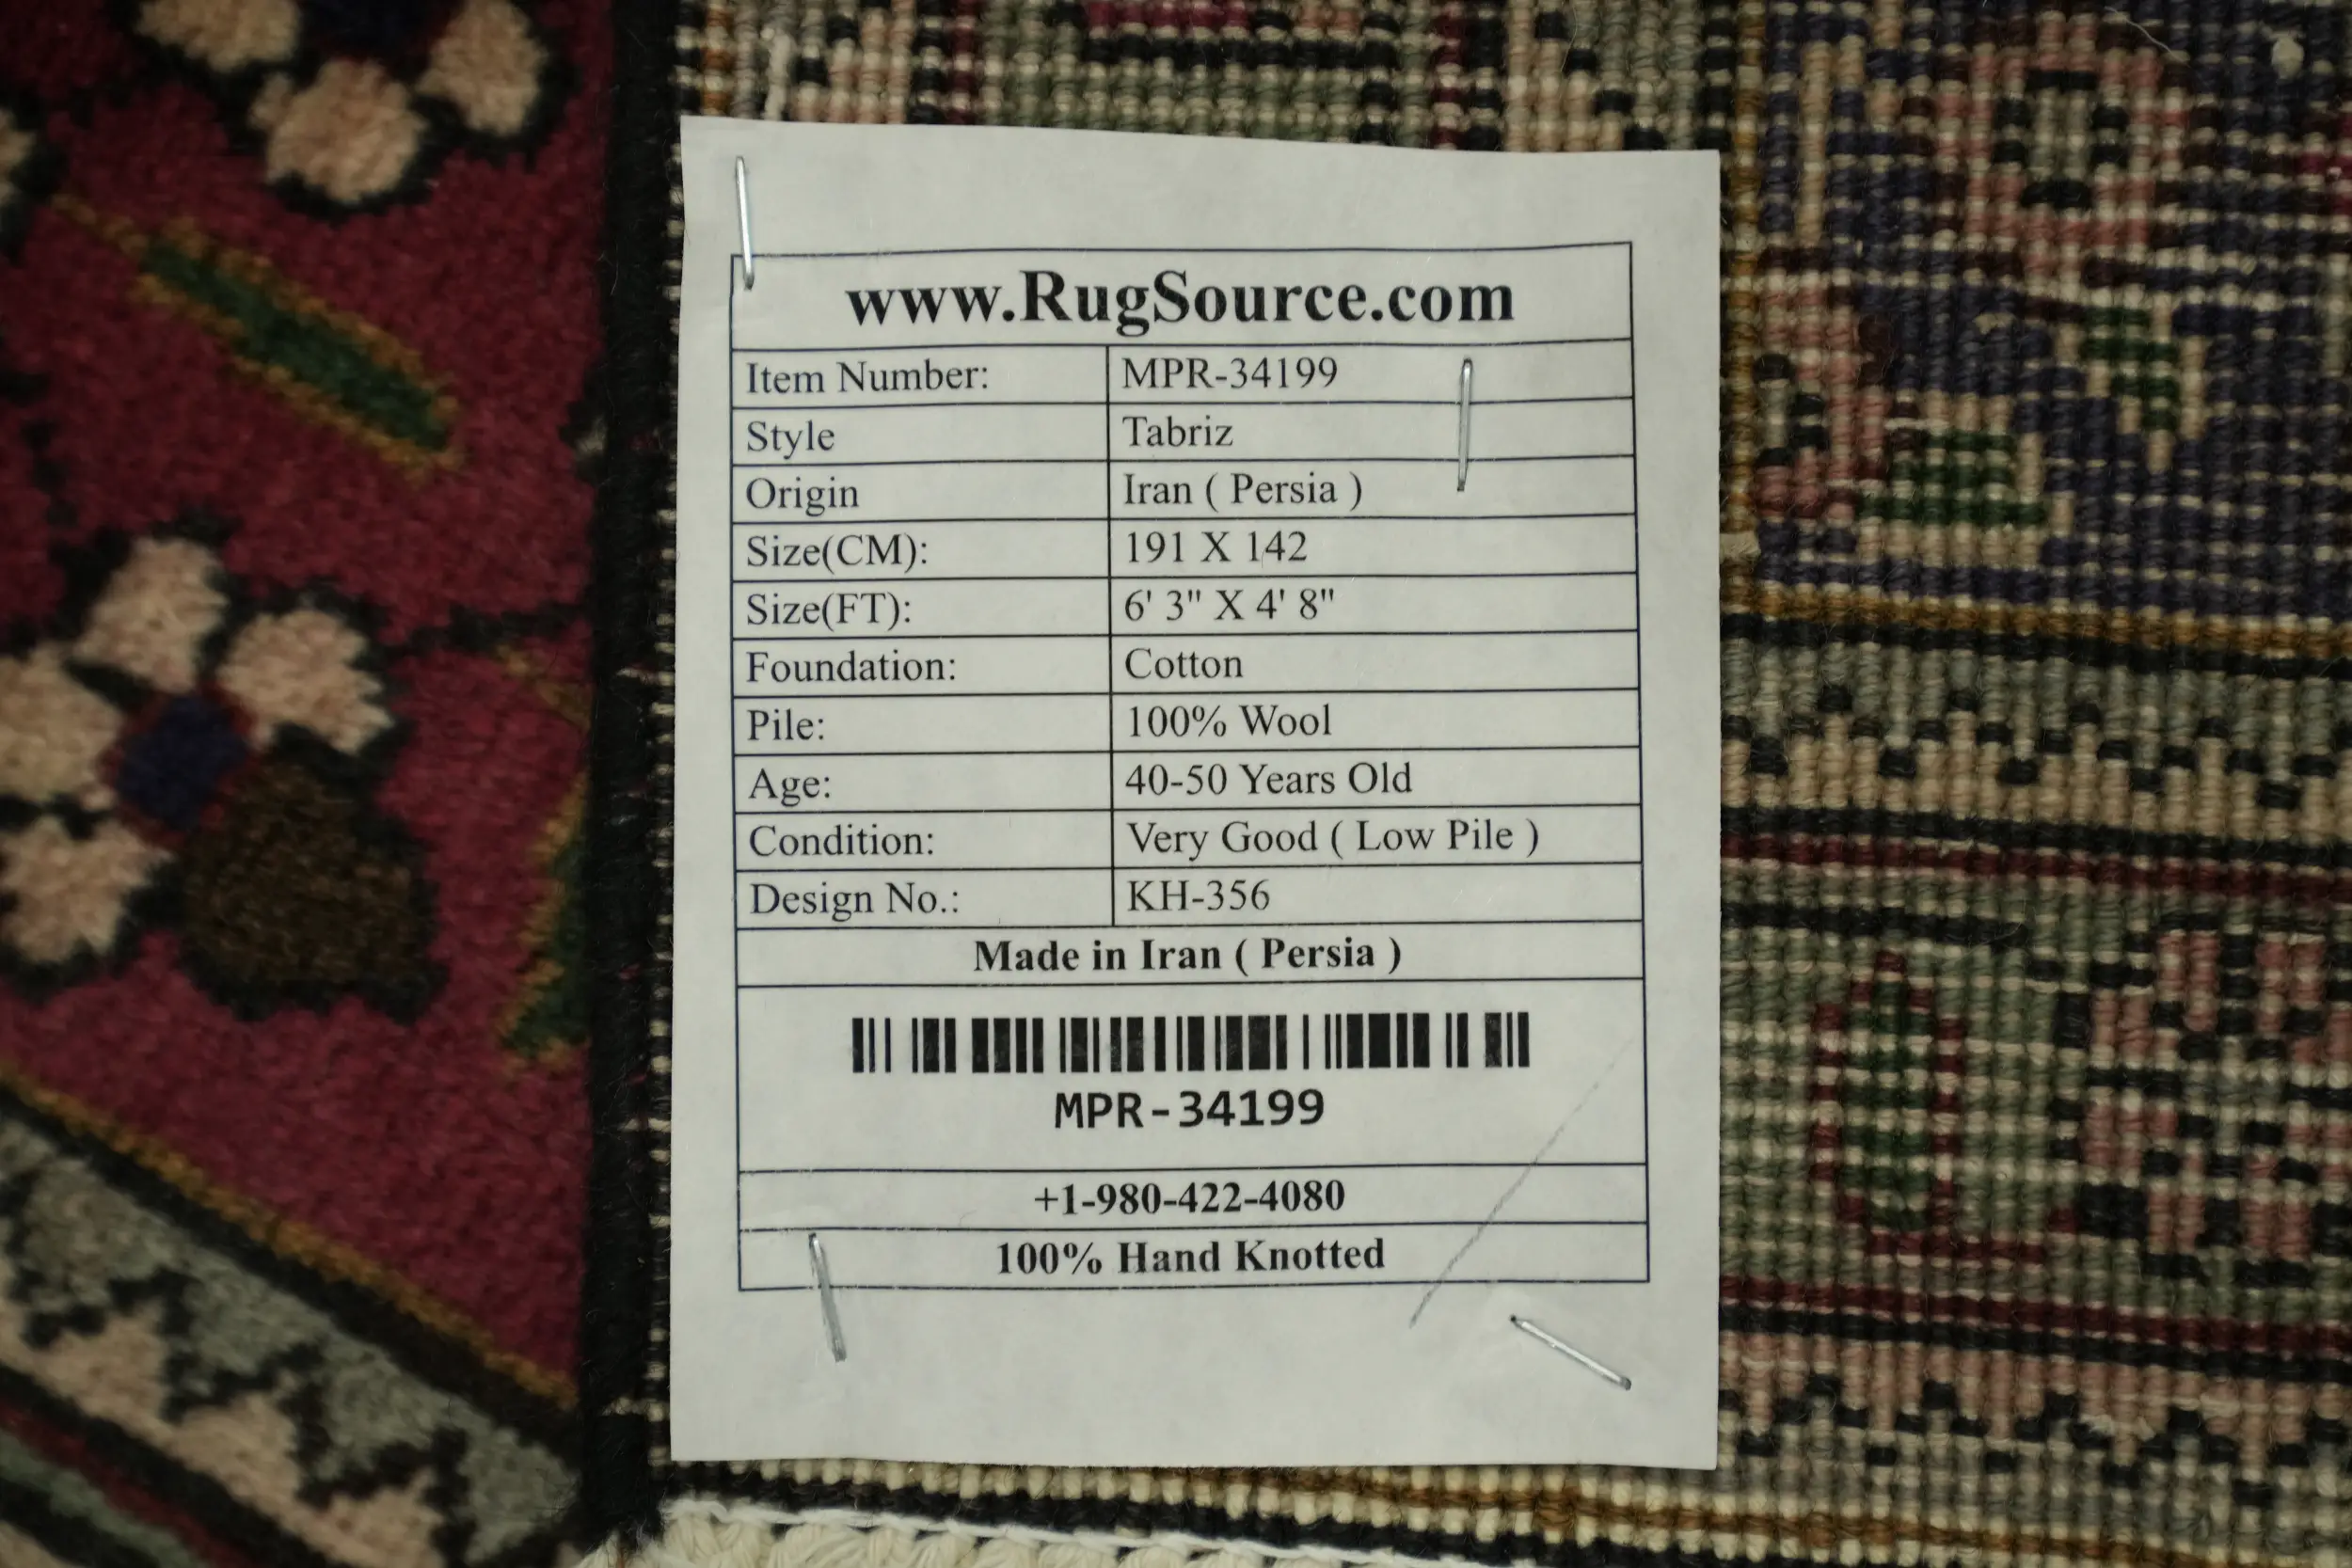 www.RugSource.com
Item Number: MPR-34199
Style Tabriz
Origin Iran ( Persia )
Size(CM): 191 X 142
Size(FT): 6' 3" X 4' 8"
Foundation: Cotton
Pile: 100% Wool
Age: 40-50 Years Old
Condition: Very Good ( Low Pile )
Design No.: KH-356
Made in Iran ( Persia )
MPR-34199
+1-980-422-4080
100% Hand Knotted